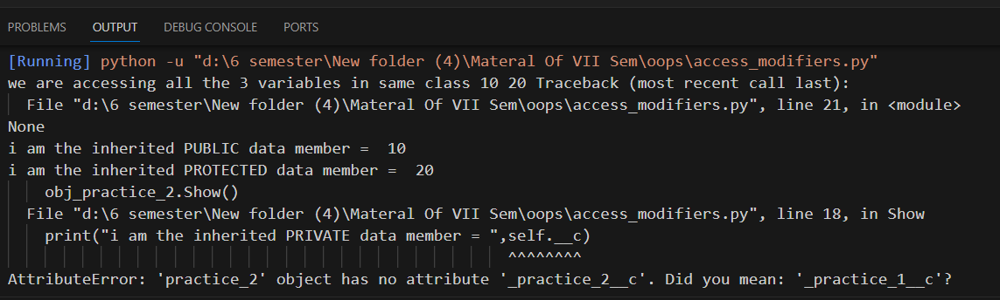 PROBLEMS OUTPUT DEBUG CONSOLE PORTS
[Running] python -u "d:\6 semester\New folder (4)\Materal Of VII Sem\oops\access_modifiers.py"
we are accessing all the 3 variables in same class 10 20 Traceback (most recent call last):
  File "d:\6 semester\New folder (4)\Materal Of VII Sem\oops\access_modifiers.py", line 21, in <module>
None
i am the inherited PUBLIC data member =  10
i am the inherited PROTECTED data member =  20
    obj_practice_2.Show()
  File "d:\6 semester\New folder (4)\Materal Of VII Sem\oops\access_modifiers.py", line 18, in Show
    print("i am the inherited PRIVATE data member = ",self.__c)
                                                      ^^^^^^^^
AttributeError: 'practice_2' object has no attribute '_practice_2__c'. Did you mean: '_practice_1__c'?